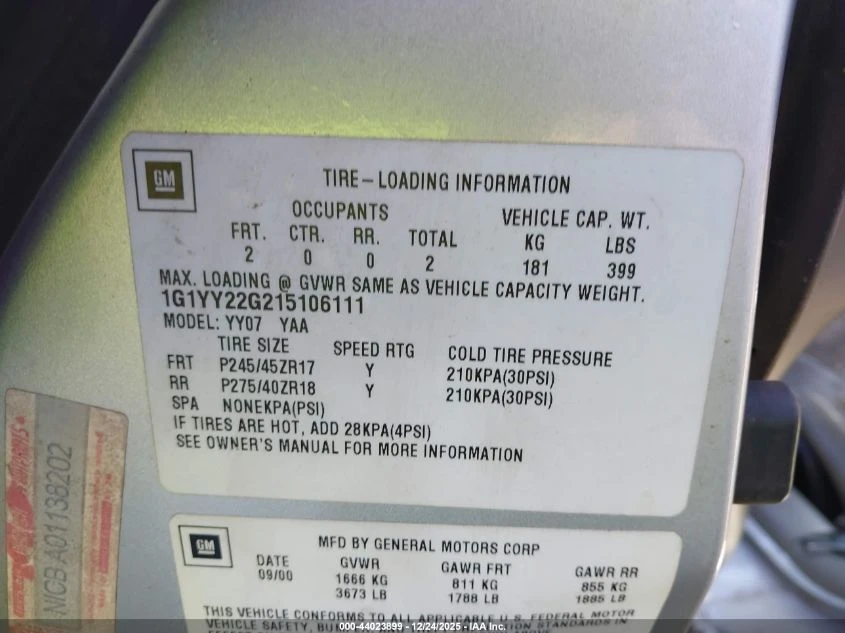 GM
TIRE-LOADING INFORMATION
OCCUPANTS VEHICLE CAP. WT.
FRT. CTR. RR. TOTAL KG LBS
2 0 0 2 181 399
MAX. LOADING @ GVWR SAME AS VEHICLE CAPACITY WEIGHT.
1G1YY22G215106111
MODEL: YY07 YAA
TIRE SIZE SPEED RTG COLD TIRE PRESSURE
FRT P245/45ZR17 Y 210KPA(30PSI)
RR P275/40ZR18 Y 210KPA(30PSI)
SPA NONEKPA(PSI)
IF TIRES ARE HOT, ADD 28KPA(4PSI)
SEE OWNER'S MANUAL FOR MORE INFORMATION
MCBA01138202
GM
MFD BY GENERAL MOTORS CORP
DATE GVWR GAWR FRT GAWR RR
09/00 1666 KG 811 KG 855 KG
3673 LB 1788 LB 1885 LB
THIS VEHICLE CONFORMS TO ALL APPLICABLE U.S. FEDERAL MOTOR
VEHICLE SAFETY,
000-44023899 - 12/24/2025 - IAA Inc.